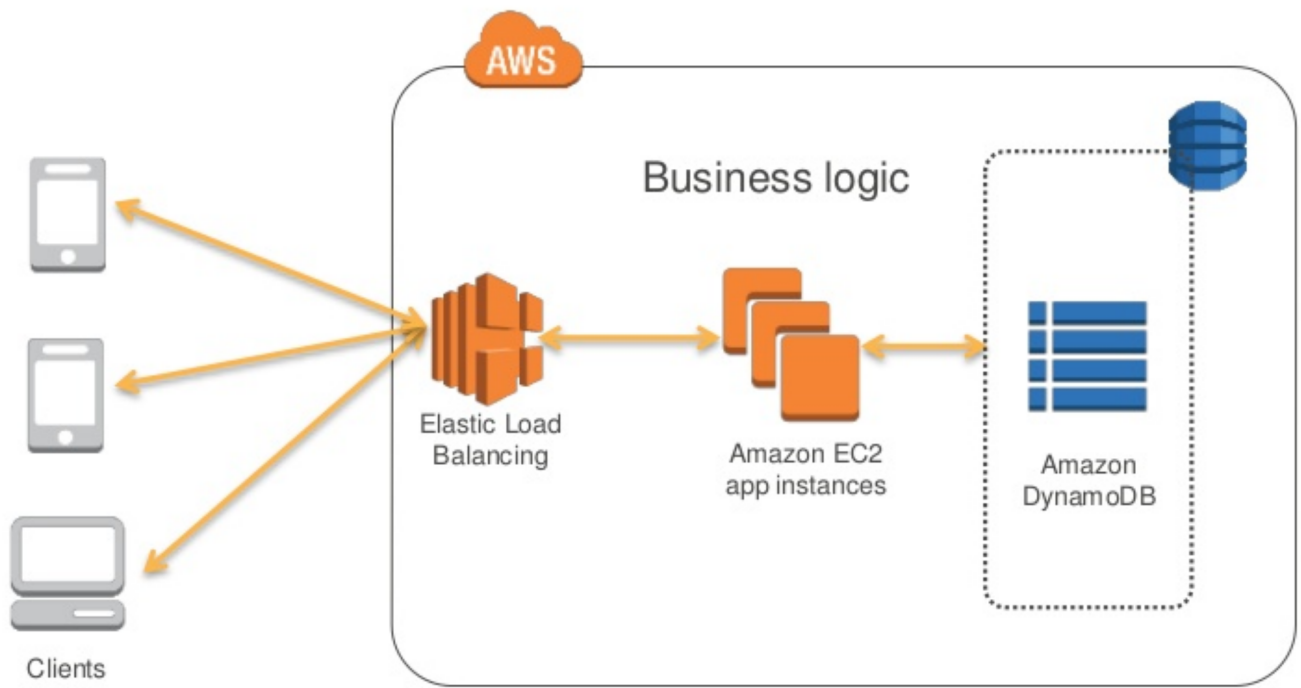 AWS
Business logic
Elastic Load
Balancing
Amazon EC2
app instances
Amazon
DynamoDB
Clients